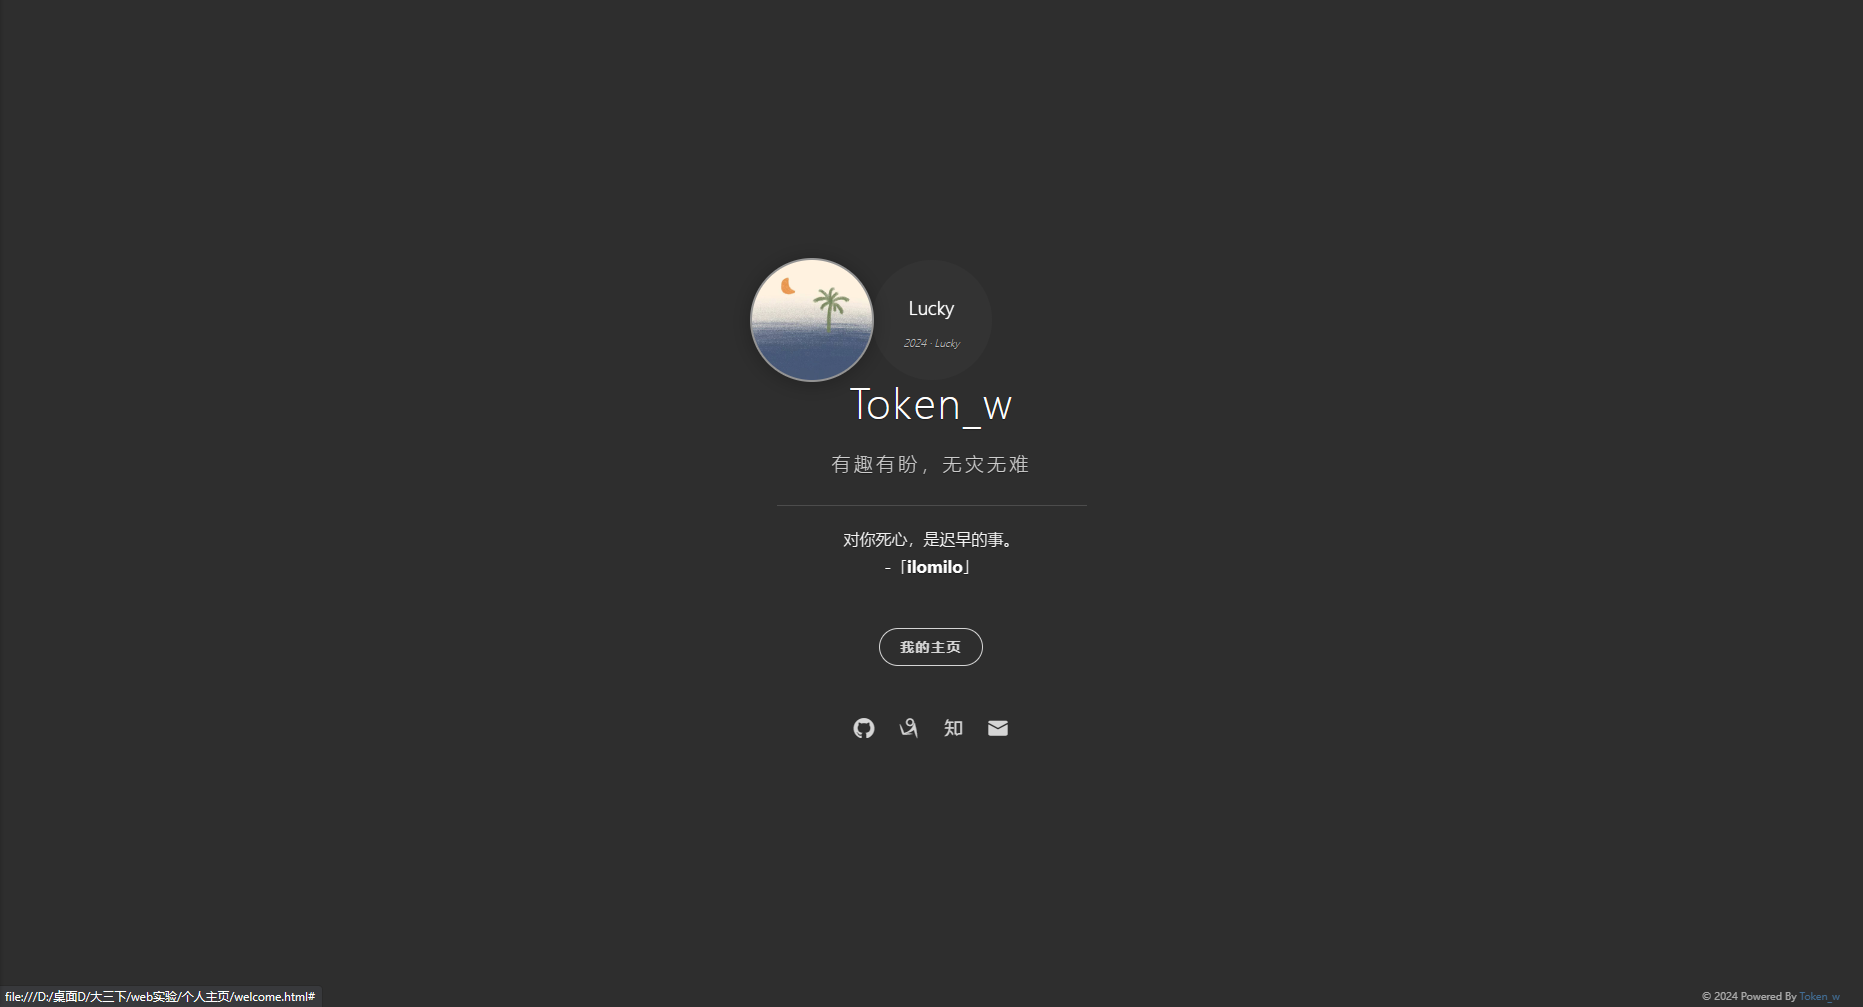 Lucky
2024 · Lucky
Token_w
有趣有盼，无灾无难
对你死心，是迟早的事。
-「ilomilo」
我的主页
知
file:///D:/桌面D/大三下/web实验/个人主页/welcome.html#
© 2024 Powered By Token_w